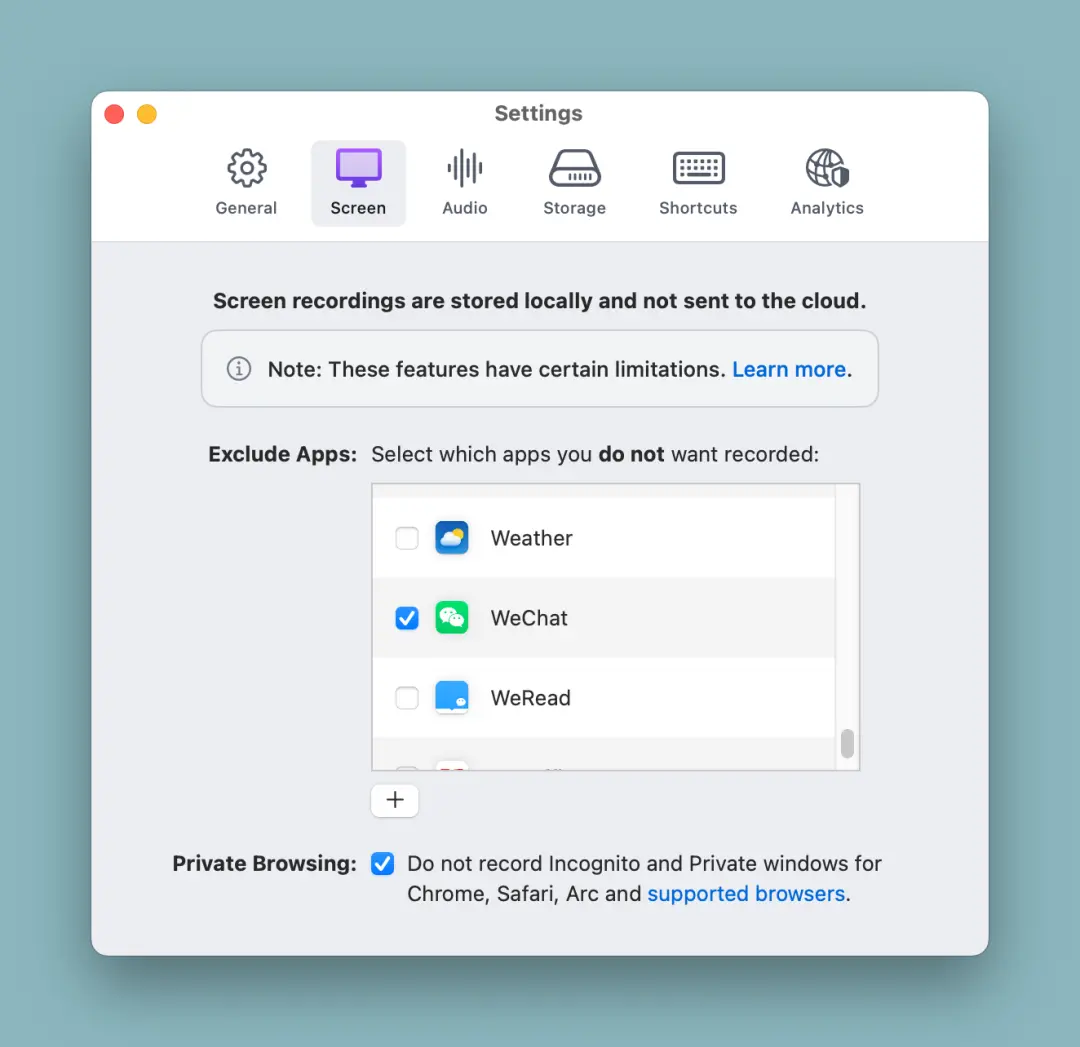 Settings
General
Screen
Audio
Storage
Shortcuts
Analytics
Screen recordings are stored locally and not sent to the cloud.
Note: These features have certain limitations. Learn more.
Exclude Apps: Select which apps you do not want recorded:
Weather
WeChat
WeRead
Private Browsing: Do not record Incognito and Private windows for
Chrome, Safari, Arc and supported browsers.